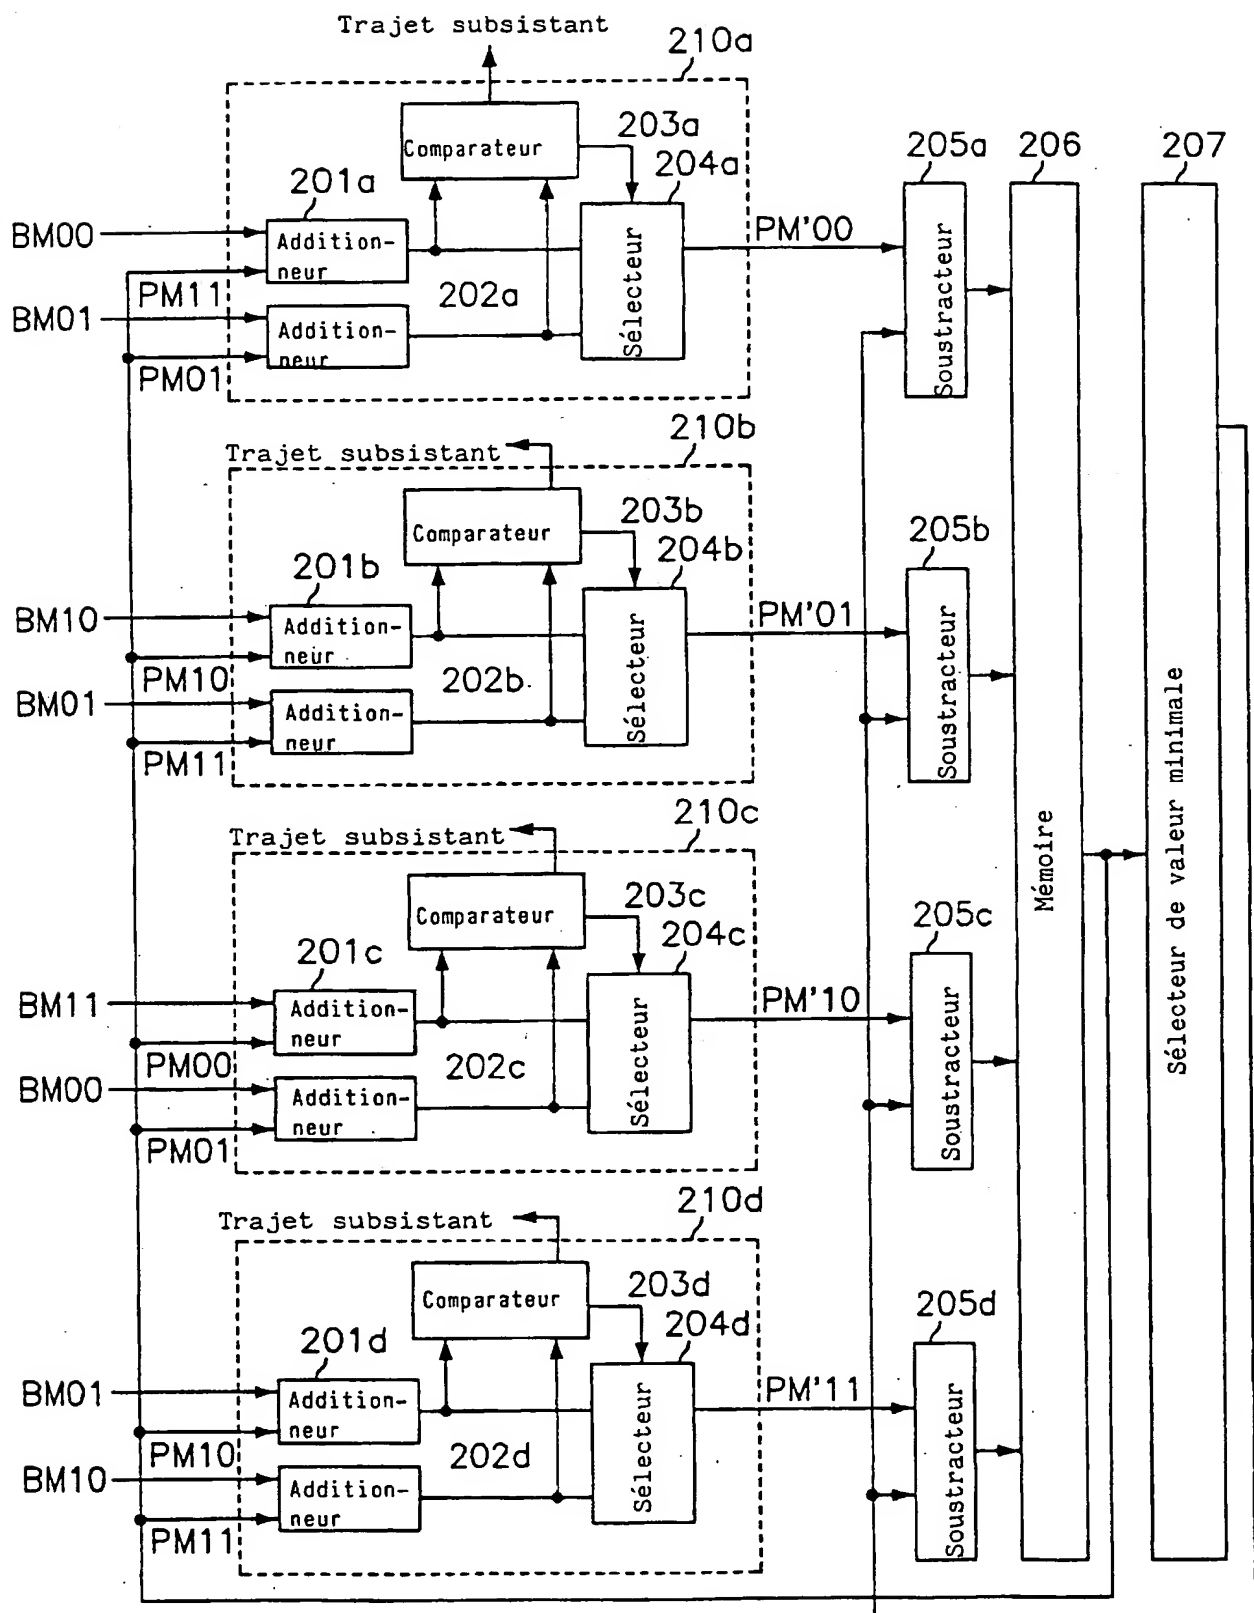 Trajet subsistant
210a
Comparateur
203a
204a
205a
206
207
201a
BM00
Addition-
neur
PM11
202a
Sélecteur
PM'00
Soustracteur
BM01
Addition-
neur
PM01
210b
Trajet subsistant
Comparateur
203b
204b
205b
201b
BM10
Addition-
neur
PM10
202b
Sélecteur
PM'01
Soustracteur
BM01
Addition-
neur
PM11
Mémoire
Sélecteur de valeur minimale
210c
Trajet subsistant
Comparateur
203c
204c
205c
201c
BM11
Addition-
neur
PM00
202c
Sélecteur
PM'10
Soustracteur
BM00
Addition-
neur
PM01
210d
Trajet subsistant
Comparateur
203d
204d
205d
201d
BM01
Addition-
neur
PM10
202d
Sélecteur
PM'11
Soustracteur
BM10
Addition-
neur
PM11